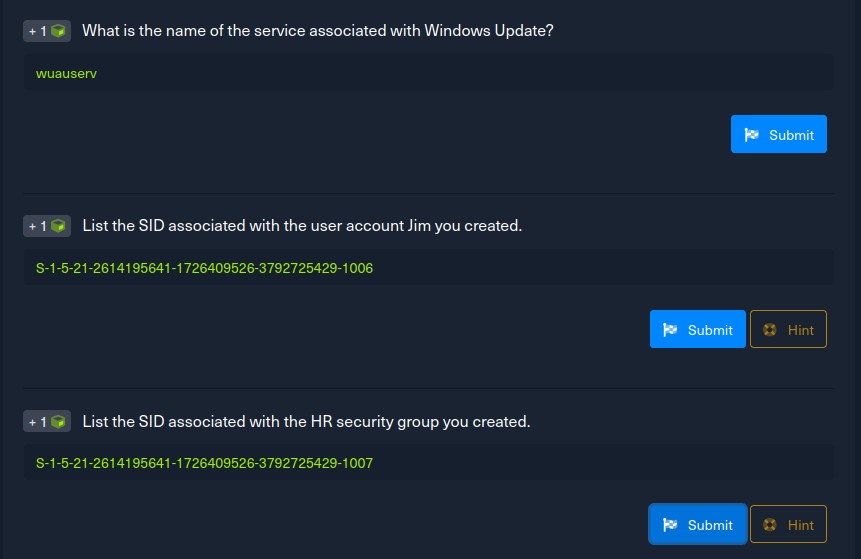 + 1 What is the name of the service associated with Windows Update?
wuauserv
Submit
+ 1 List the SID associated with the user account Jim you created.
S-1-5-21-2614195641-1726409526-3792725429-1006
Submit Hint
+ 1 List the SID associated with the HR security group you created.
S-1-5-21-2614195641-1726409526-3792725429-1007
Submit Hint